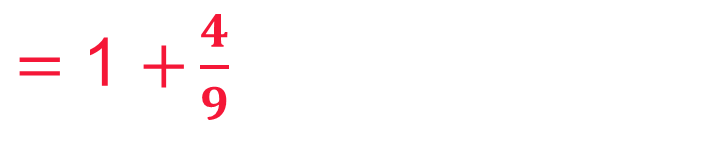 = 1 + 4/9